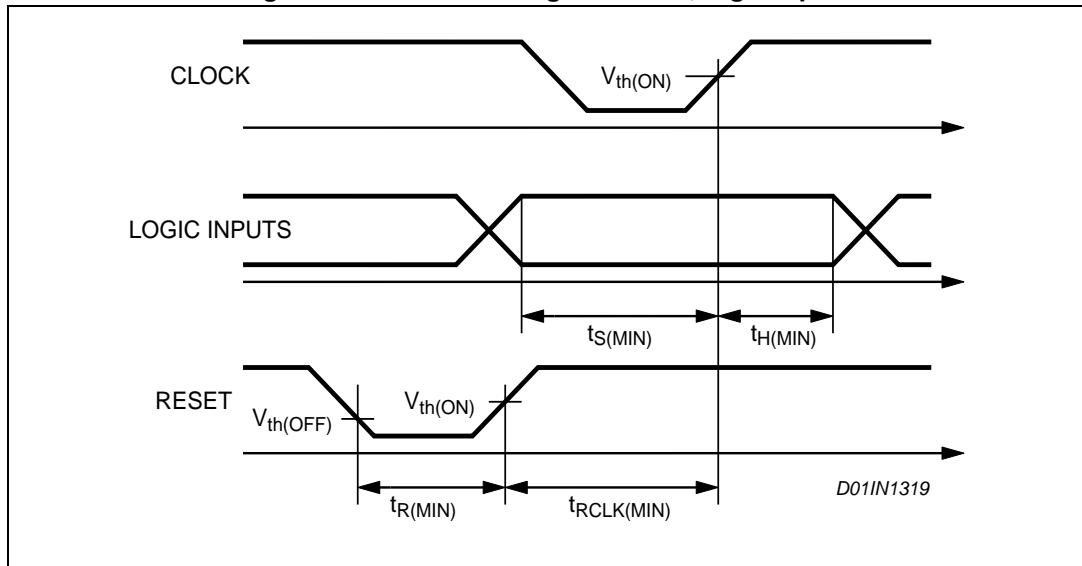 CLOCK
Vth(ON)
LOGIC INPUTS
tS(MIN)
tH(MIN)
RESET
Vth(OFF)
Vth(ON)
tR(MIN)
tRCLK(MIN)
D01IN1319